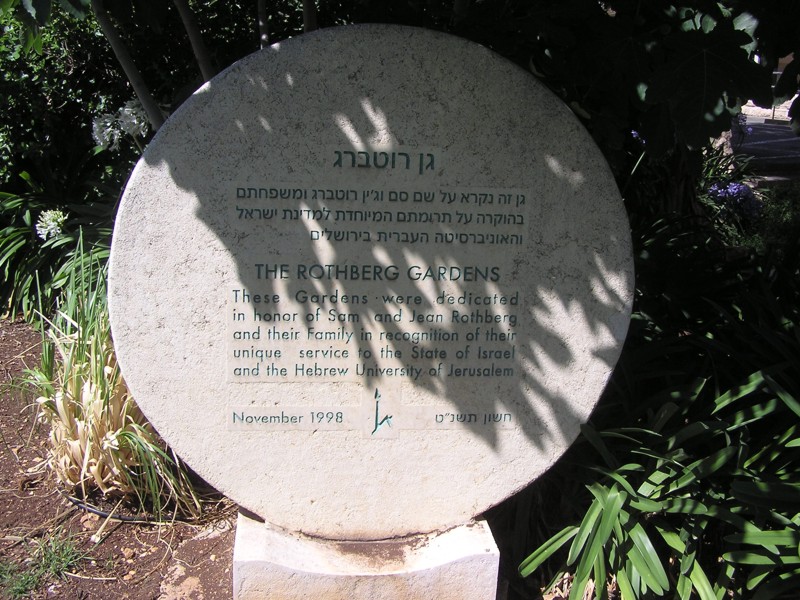 גן רוטברג
גן זה נקרא על שם סם וג׳ין רוטברג ומשפחתם
בהוקרה על תרומתם המיוחדת למדינת ישראל
והאוניברסיטה העברית בירושלים
THE ROTHBERG GARDENS
These Gardens were dedicated
in honor of Sam and Jean Rothberg
and their Family in recognition of their
unique service to the State of Israel
and the Hebrew University of Jerusalem
November 1998 חשון תשנ״ט